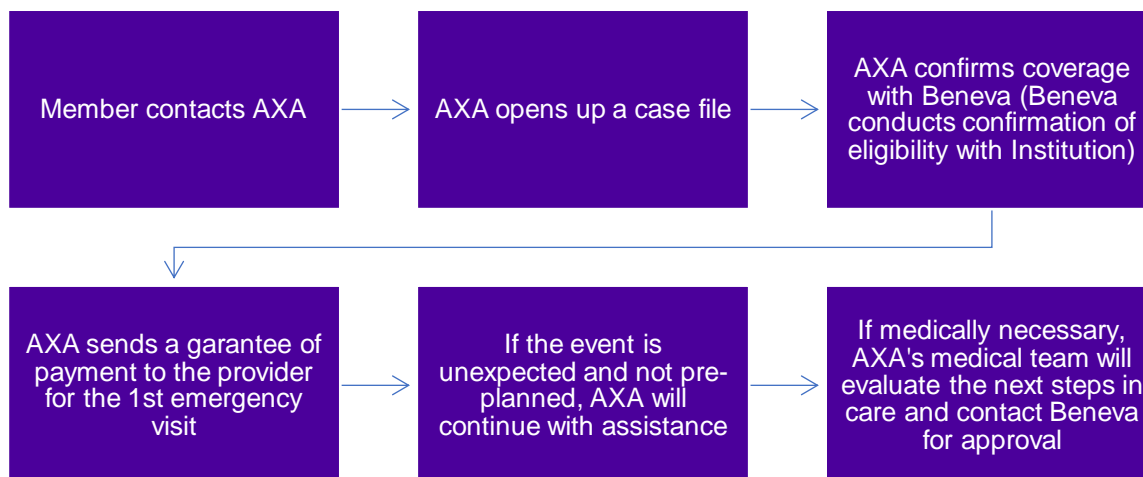 Member contacts AXA
AXA opens up a case file
AXA confirms coverage
with Beneva (Beneva
conducts confirmation of
eligibility with Institution)
AXA sends a garantee of
payment to the provider
for the 1st emergency
visit
If the event is
unexpected and not pre-
planned, AXA will
continue with assistance
If medically necessary,
AXA's medical team will
evaluate the next steps in
care and contact Beneva
for approval